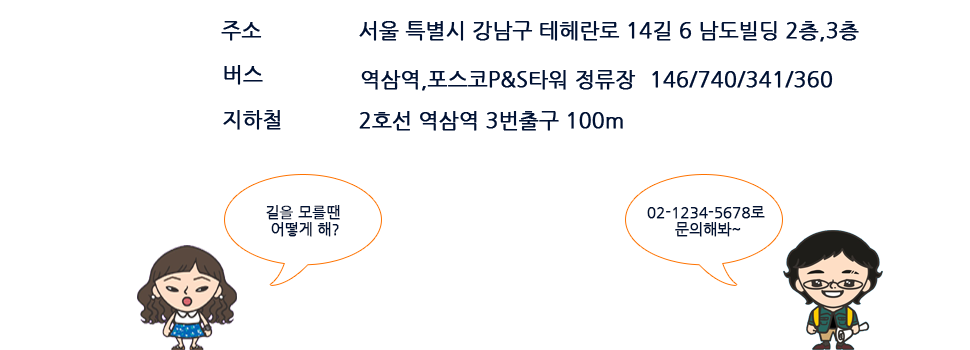 주소 서울 특별시 강남구 테헤란로 14길 6 남도빌딩 2층,3층
버스 역삼역,포스코P&S타워 정류장 146/740/341/360
지하철 2호선 역삼역 3번출구 100m
길을 모를땐
어떻게 해?
02-1234-5678로
문의해봐~